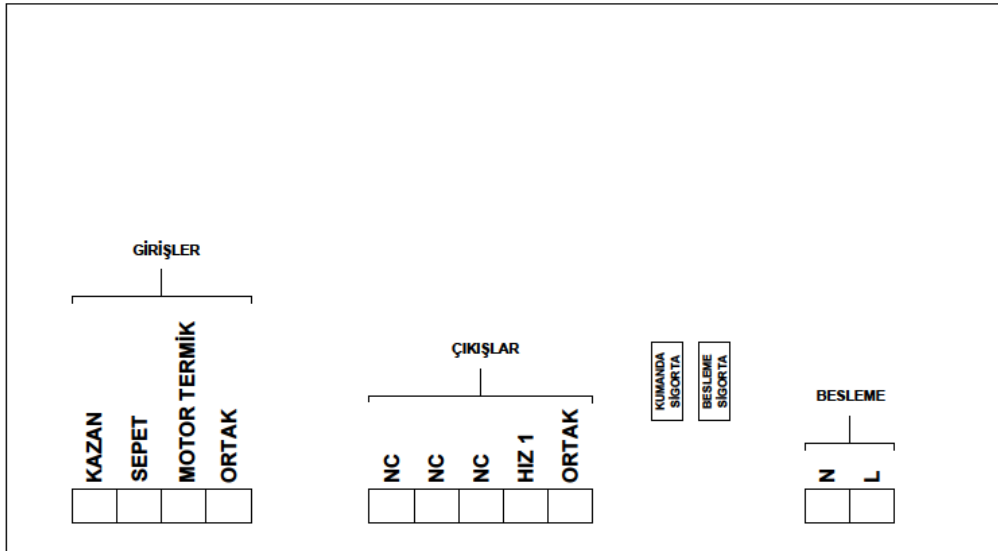 GİRİŞLER
KAZAN
SEPET
MOTOR TERMİK
ORTAK
ÇIKIŞLAR
NC
NC
NC
HIZ 1
ORTAK
KUMANDA
SİGORTA
BESLEME
SİGORTA
BESLEME
N
L